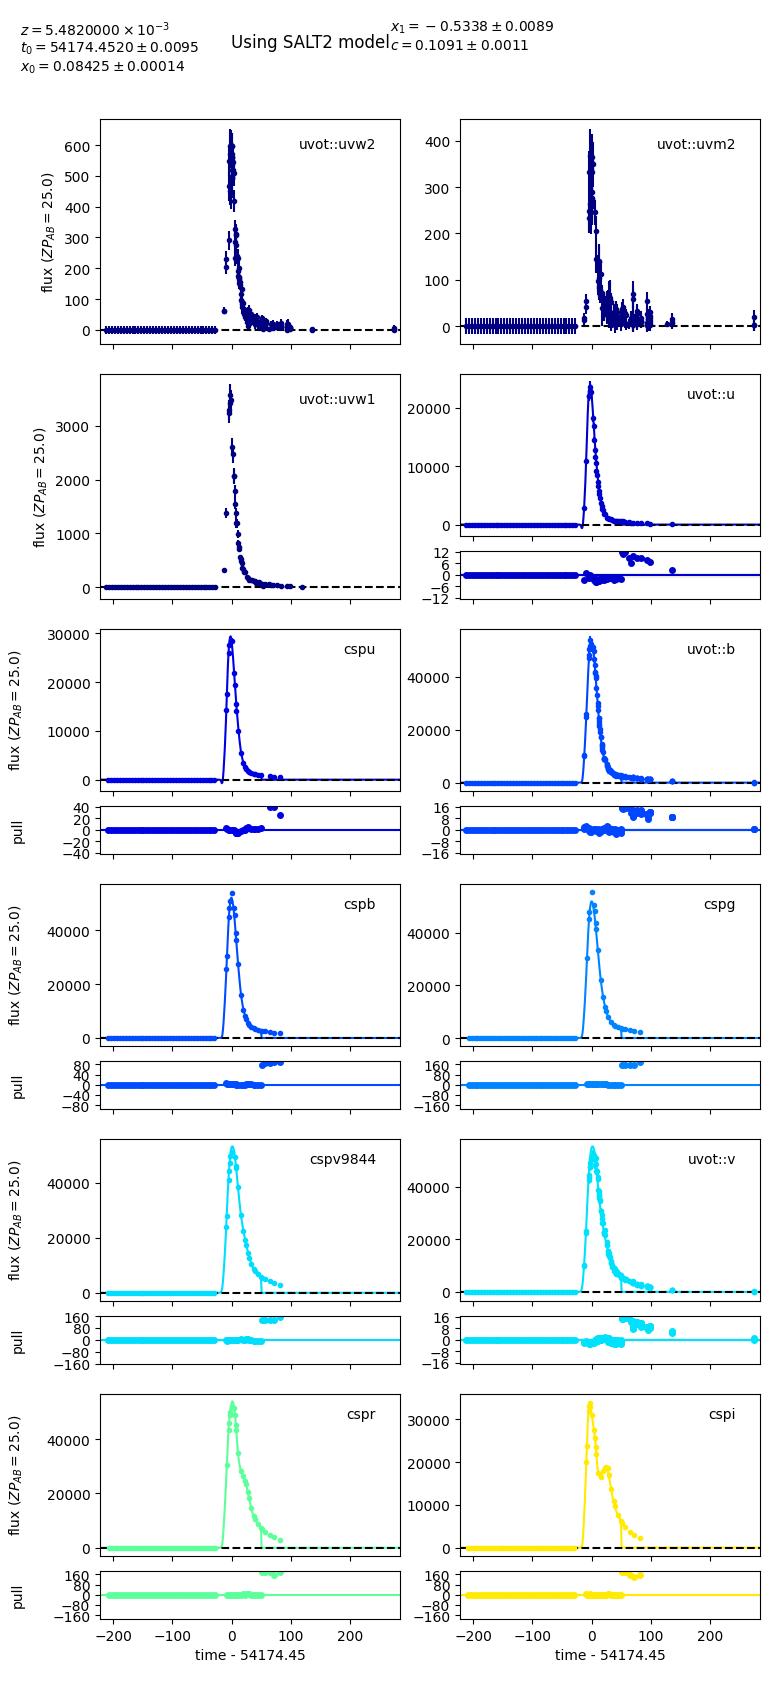 z = 5.4820000 × 10⁻³
t₀ = 54174.4520 ± 0.0095
x₀ = 0.08425 ± 0.00014
Using SALT2 model
x₁ = −0.5338 ± 0.0089
c = 0.1091 ± 0.0011
uvot::uvw2
flux (ZP_AB = 25.0)
600
500
400
300
200
100
0
uvot::uvm2
400
300
200
100
0
uvot::uvw1
flux (ZP_AB = 25.0)
3000
2000
1000
0
uvot::u
20000
10000
0
12
6
0
−6
−12
cspu
flux (ZP_AB = 25.0)
30000
20000
10000
0
pull
40
20
0
−20
−40
uvot::b
40000
20000
0
16
8
0
−8
−16
cspb
flux (ZP_AB = 25.0)
40000
20000
0
pull
80
40
0
−40
−80
cspg
40000
20000
0
160
80
0
−80
−160
cspv9844
flux (ZP_AB = 25.0)
40000
20000
0
pull
160
80
0
−80
−160
uvot::v
40000
20000
0
16
8
0
−8
−16
cspr
flux (ZP_AB = 25.0)
40000
20000
0
pull
160
80
0
−80
−160
−200 −100 0 100 200
time - 54174.45
cspi
30000
20000
10000
0
160
80
0
−80
−160
−200 −100 0 100 200
time - 54174.45